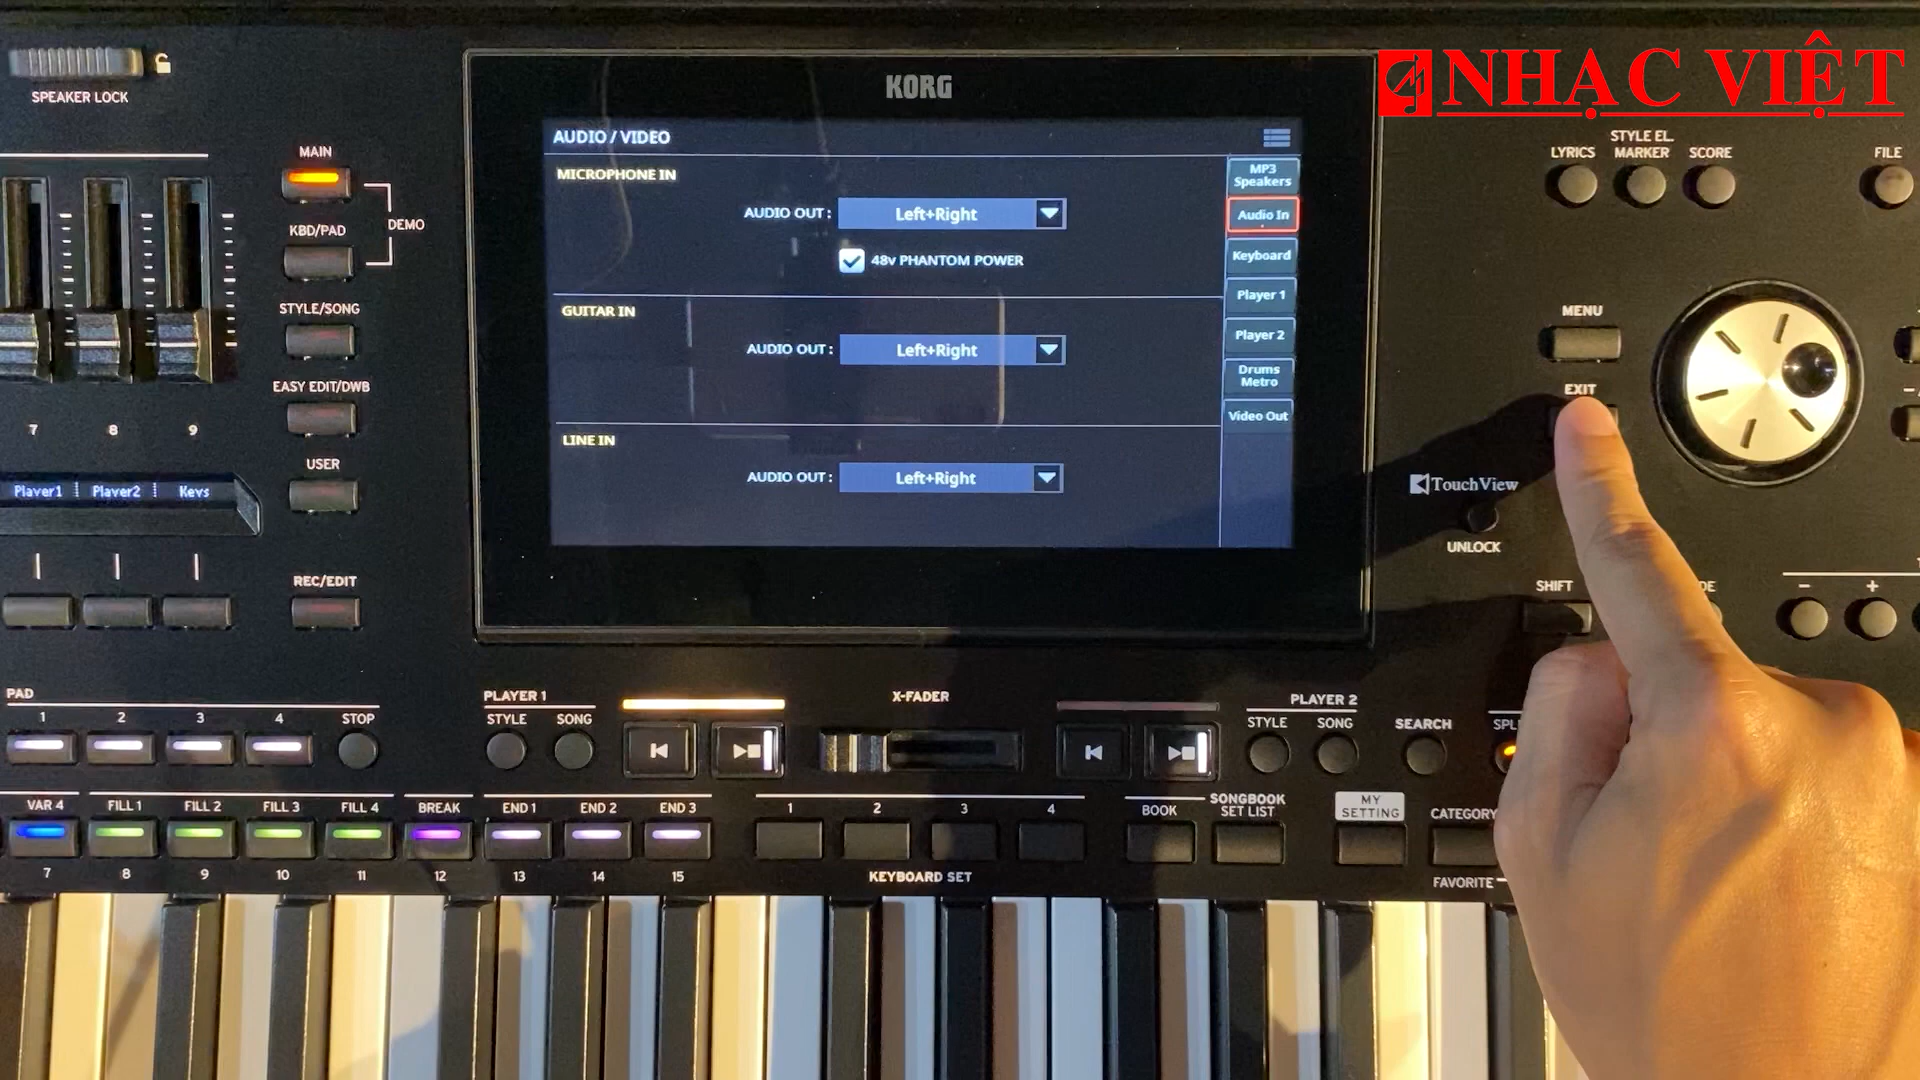 NHẠC VIỆT
SPEAKER LOCK
KORG
MAIN
KBD/PAD
DEMO
STYLE/SONG
EASY EDIT/DWB
USER
REC/EDIT
7 8 9
Player1 Player2 Keys
AUDIO / VIDEO
MICROPHONE IN
AUDIO OUT : Left+Right
48v PHANTOM POWER
GUITAR IN
AUDIO OUT : Left+Right
LINE IN
AUDIO OUT : Left+Right
MP3
Speakers
Audio In
Keyboard
Player 1
Player 2
Drums
Metro
Video Out
LYRICS
STYLE EL.
MARKER
SCORE
FILE
MENU
EXIT
TouchView
UNLOCK
SHIFT
- +
PAD
1 2 3 4 STOP
PLAYER 1
STYLE SONG
X-FADER
PLAYER 2
STYLE SONG
SEARCH
VAR 4 FILL 1 FILL 2 FILL 3 FILL 4 BREAK END 1 END 2 END 3
7 8 9 10 11 12 13 14 15
1 2 3 4
KEYBOARD SET
SONGBOOK
BOOK SET LIST
MY
SETTING
CATEGORY
FAVORITE